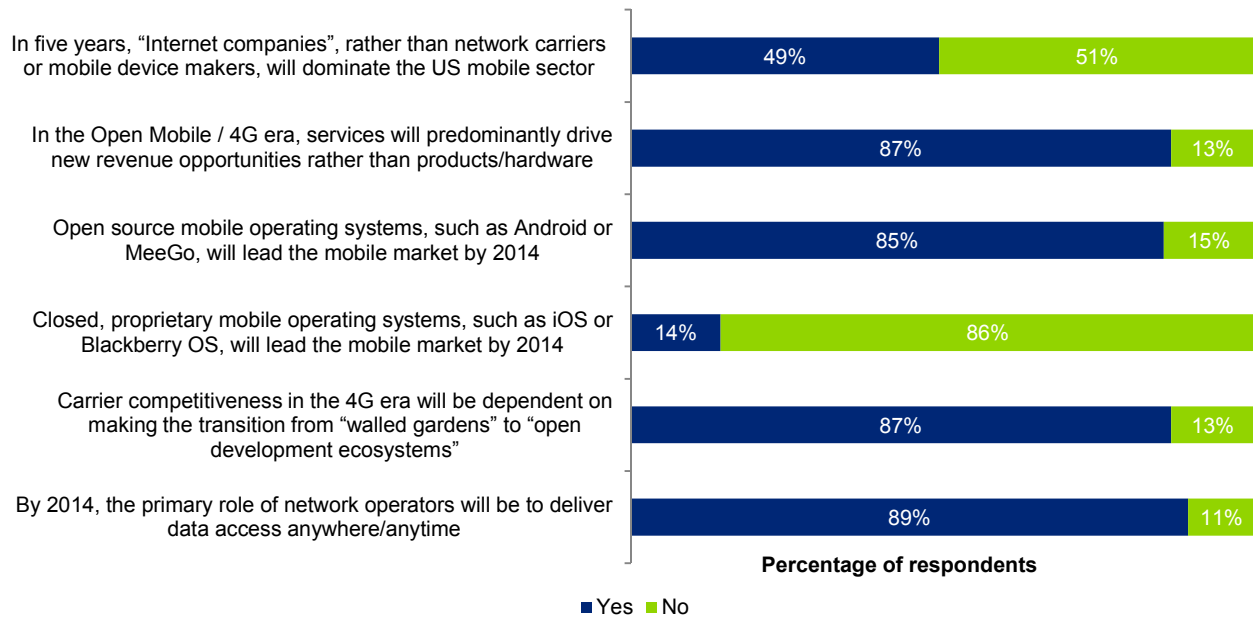 In five years, “Internet companies”, rather than network carriers
or mobile device makers, will dominate the US mobile sector
49%
51%
In the Open Mobile / 4G era, services will predominantly drive
new revenue opportunities rather than products/hardware
87%
13%
Open source mobile operating systems, such as Android or
MeeGo, will lead the mobile market by 2014
85%
15%
Closed, proprietary mobile operating systems, such as iOS or
Blackberry OS, will lead the mobile market by 2014
14%
86%
Carrier competitiveness in the 4G era will be dependent on
making the transition from “walled gardens” to “open
development ecosystems”
87%
13%
By 2014, the primary role of network operators will be to deliver
data access anywhere/anytime
89%
11%
Percentage of respondents
Yes No